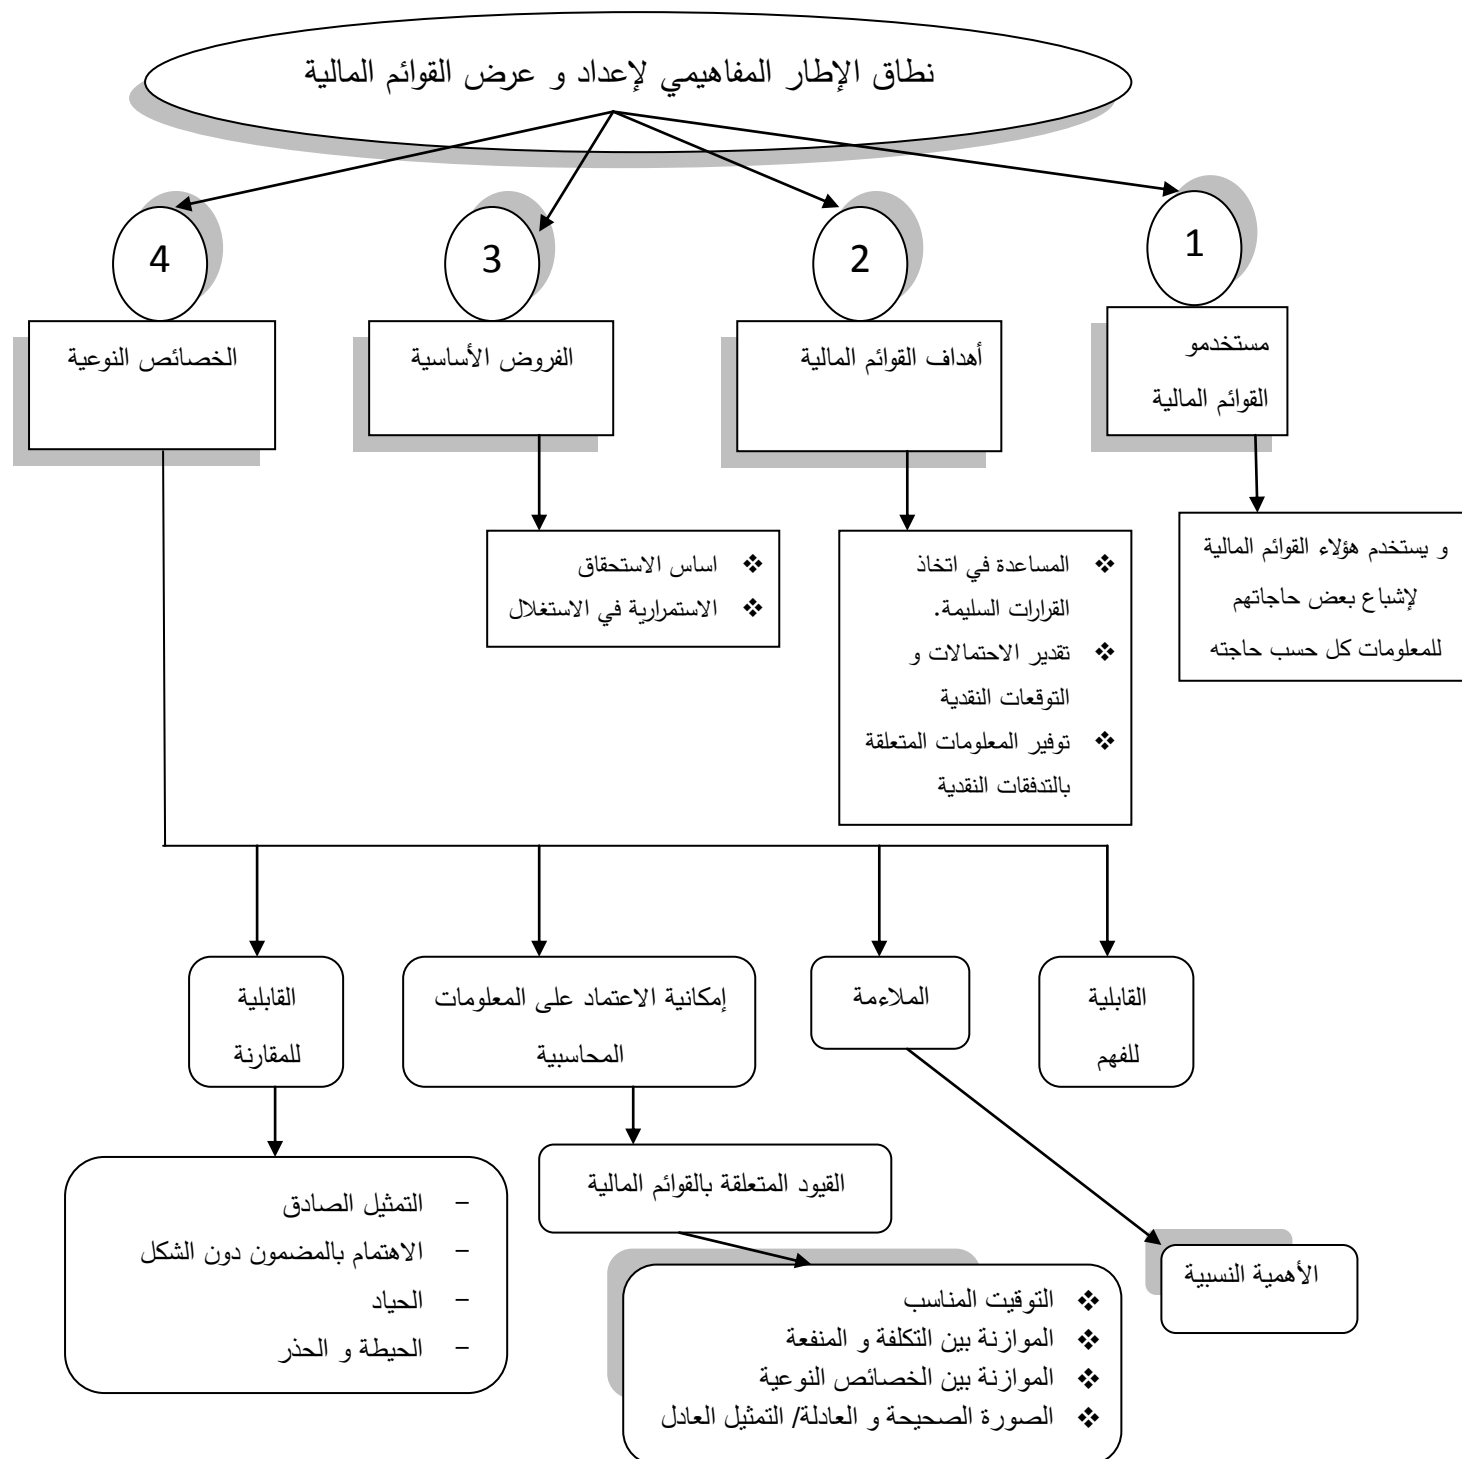 نطاق الإطار المفاهيمي لإعداد و عرض القوائم المالية
1
2
3
4
مستخدمو
القوائم المالية
أهداف القوائم المالية
الفروض الأساسية
الخصائص النوعية
و يستخدم هؤلاء القوائم المالية
لإشباع بعض حاجاتهم
للمعلومات كل حسب حاجته
❖ المساعدة في اتخاذ
القرارات السليمة.
❖ تقدير الاحتمالات و
التوقعات النقدية
❖ توفير المعلومات المتعلقة
بالتدفقات النقدية
❖ اساس الاستحقاق
❖ الاستمرارية في الاستغلال
القابلية
للفهم
الملاءمة
إمكانية الاعتماد على المعلومات
المحاسبية
القابلية
للمقارنة
الأهمية النسبية
القيود المتعلقة بالقوائم المالية
❖ التوقيت المناسب
❖ الموازنة بين التكلفة و المنفعة
❖ الموازنة بين الخصائص النوعية
❖ الصورة الصحيحة و العادلة/ التمثيل العادل
– التمثيل الصادق
– الاهتمام بالمضمون دون الشكل
– الحياد
– الحيطة و الحذر